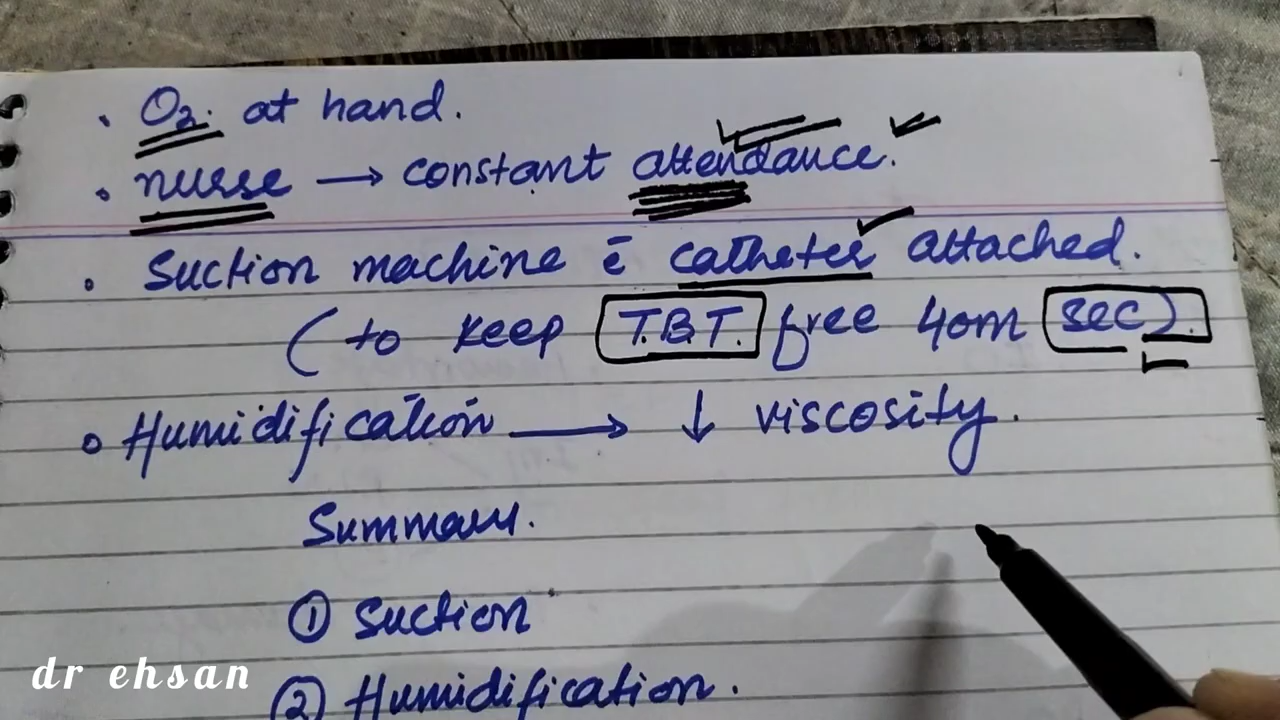 • O₂. at hand.
• nurse → constant attendance.
• Suction machine c̄ catheter attached.
( to keep T.B.T. free from sec).
• Humidification → ↓ viscosity.
Summary.
① Suction
② Humidification.
dr ehsan